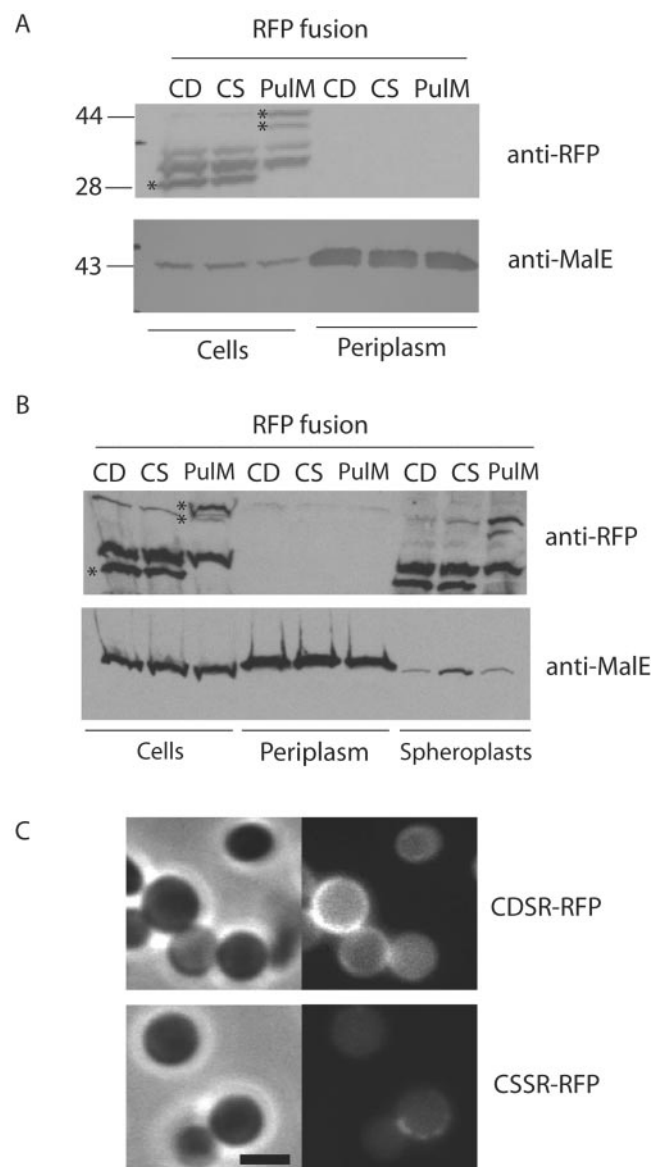 A
RFP fusion
CD CS PulM CD CS PulM
44
*
*
28
*
anti-RFP
43
anti-MalE
Cells Periplasm
B
RFP fusion
CD CS PulM CD CS PulM CD CS PulM
*
*
*
anti-RFP
anti-MalE
Cells Periplasm Spheroplasts
C
CDSR-RFP
CSSR-RFP